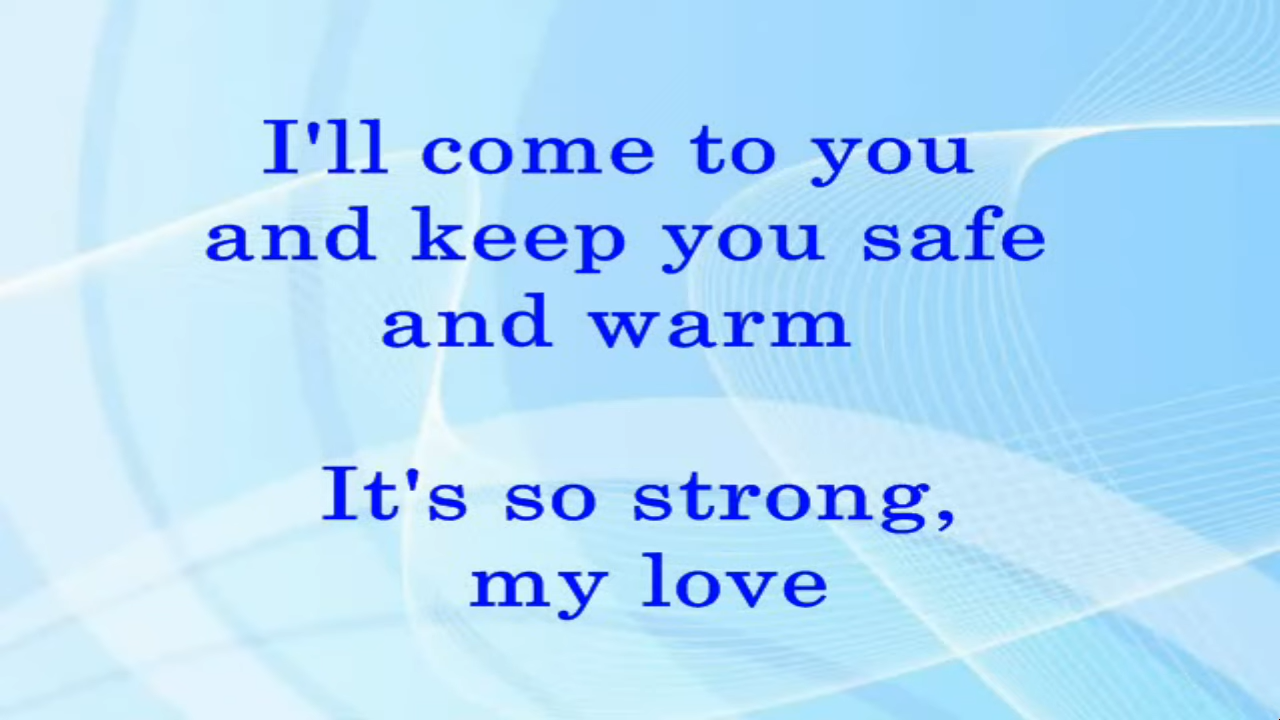 I'll come to you
and keep you safe
and warm
It's so strong,
my love